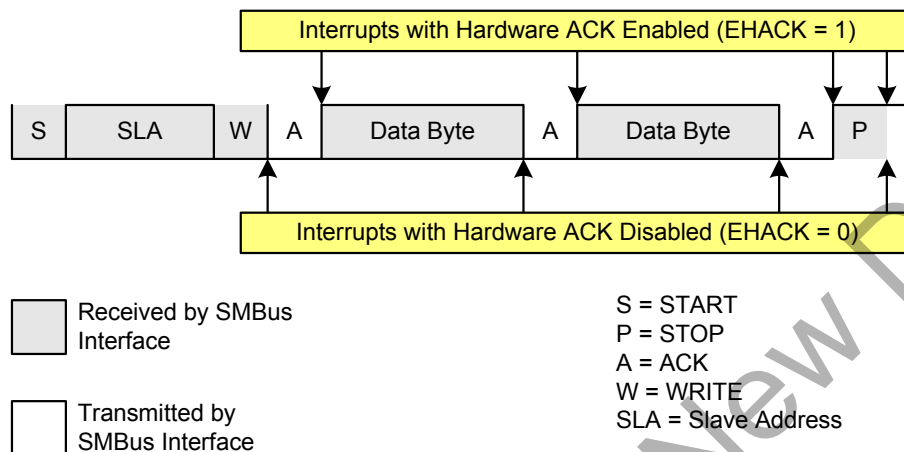 Interrupts with Hardware ACK Enabled (EHACK = 1)
S SLA W A Data Byte A Data Byte A P
Interrupts with Hardware ACK Disabled (EHACK = 0)
Received by SMBus
Interface
Transmitted by
SMBus Interface
S = START
P = STOP
A = ACK
W = WRITE
SLA = Slave Address
New D